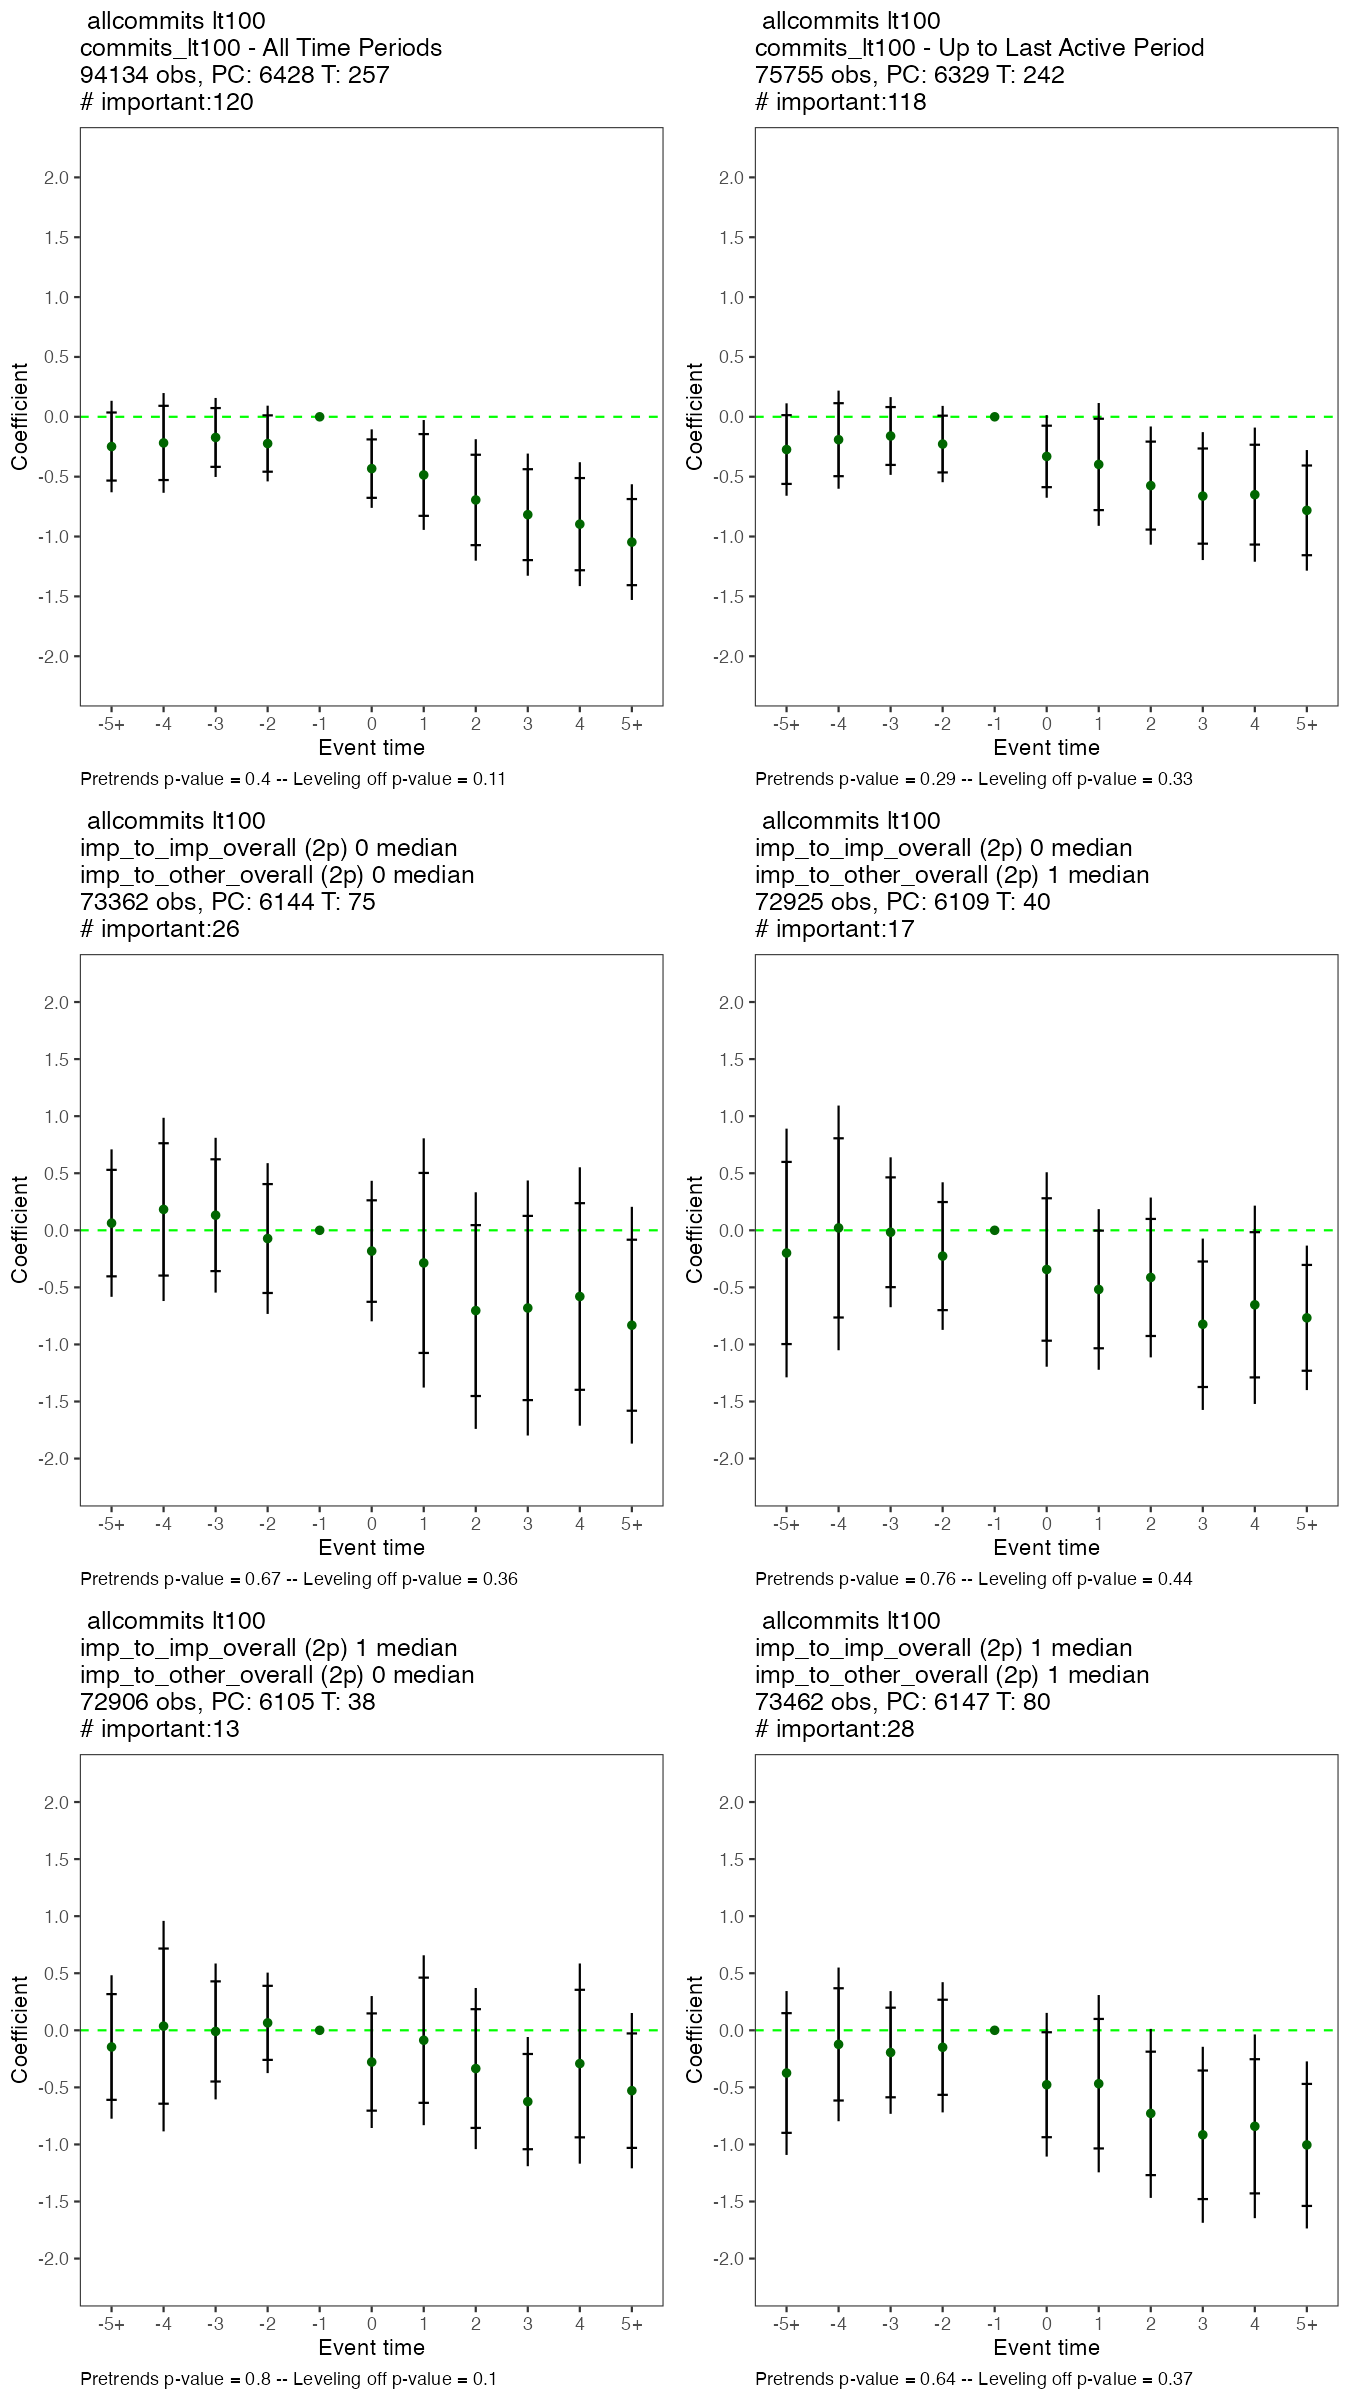 allcommits lt100
commits_lt100 - All Time Periods
94134 obs, PC: 6428 T: 257
# important:120
2.0
1.5
1.0
0.5
0.0
-0.5
-1.0
-1.5
-2.0
Coefficient
-5+ -4 -3 -2 -1 0 1 2 3 4 5+
Event time
Pretrends p-value = 0.4 -- Leveling off p-value = 0.11
allcommits lt100
commits_lt100 - Up to Last Active Period
75755 obs, PC: 6329 T: 242
# important:118
2.0
1.5
1.0
0.5
0.0
-0.5
-1.0
-1.5
-2.0
Coefficient
-5+ -4 -3 -2 -1 0 1 2 3 4 5+
Event time
Pretrends p-value = 0.29 -- Leveling off p-value = 0.33
allcommits lt100
imp_to_imp_overall (2p) 0 median
imp_to_other_overall (2p) 0 median
73362 obs, PC: 6144 T: 75
# important:26
2.0
1.5
1.0
0.5
0.0
-0.5
-1.0
-1.5
-2.0
Coefficient
-5+ -4 -3 -2 -1 0 1 2 3 4 5+
Event time
Pretrends p-value = 0.67 -- Leveling off p-value = 0.36
allcommits lt100
imp_to_imp_overall (2p) 0 median
imp_to_other_overall (2p) 1 median
72925 obs, PC: 6109 T: 40
# important:17
2.0
1.5
1.0
0.5
0.0
-0.5
-1.0
-1.5
-2.0
Coefficient
-5+ -4 -3 -2 -1 0 1 2 3 4 5+
Event time
Pretrends p-value = 0.76 -- Leveling off p-value = 0.44
allcommits lt100
imp_to_imp_overall (2p) 1 median
imp_to_other_overall (2p) 0 median
72906 obs, PC: 6105 T: 38
# important:13
2.0
1.5
1.0
0.5
0.0
-0.5
-1.0
-1.5
-2.0
Coefficient
-5+ -4 -3 -2 -1 0 1 2 3 4 5+
Event time
Pretrends p-value = 0.8 -- Leveling off p-value = 0.1
allcommits lt100
imp_to_imp_overall (2p) 1 median
imp_to_other_overall (2p) 1 median
73462 obs, PC: 6147 T: 80
# important:28
2.0
1.5
1.0
0.5
0.0
-0.5
-1.0
-1.5
-2.0
Coefficient
-5+ -4 -3 -2 -1 0 1 2 3 4 5+
Event time
Pretrends p-value = 0.64 -- Leveling off p-value = 0.37